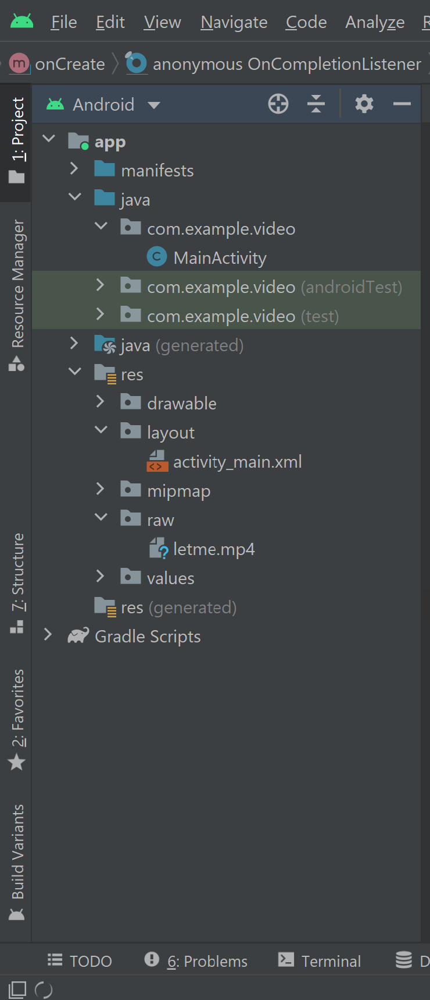 File Edit View Navigate Code Analyze
onCreate anonymous OnCompletionListener
Android
1: Project
Resource Manager
7: Structure
2: Favorites
Build Variants
app
manifests
java
com.example.video
MainActivity
com.example.video (androidTest)
com.example.video (test)
java (generated)
res
drawable
layout
activity_main.xml
mipmap
raw
letme.mp4
values
res (generated)
Gradle Scripts
TODO 6: Problems Terminal